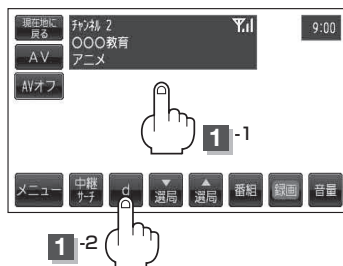 現在地に
戻る
チャンネル 2
○○○教育
アニメ
9:00
AV
AVオフ
1 -1
メニュー
中継
サーチ
d
▼
選局
▲
選局
番組
録画
音量
1 -2